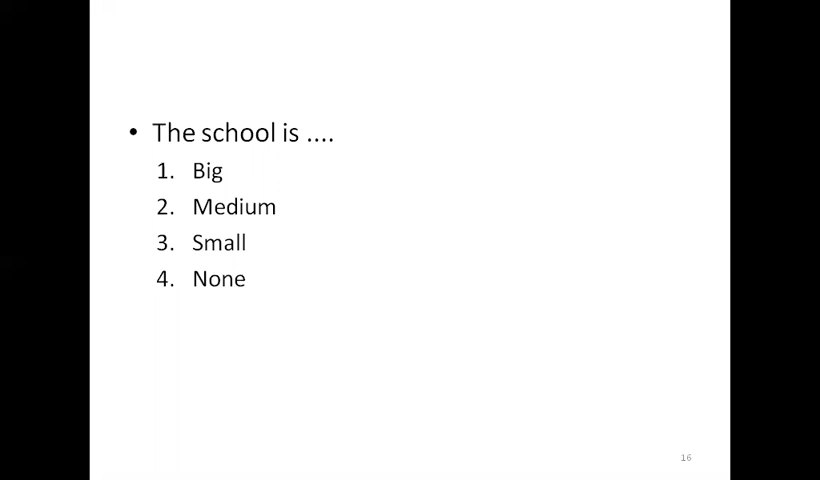 • The school is ....
1. Big
2. Medium
3. Small
4. None
16